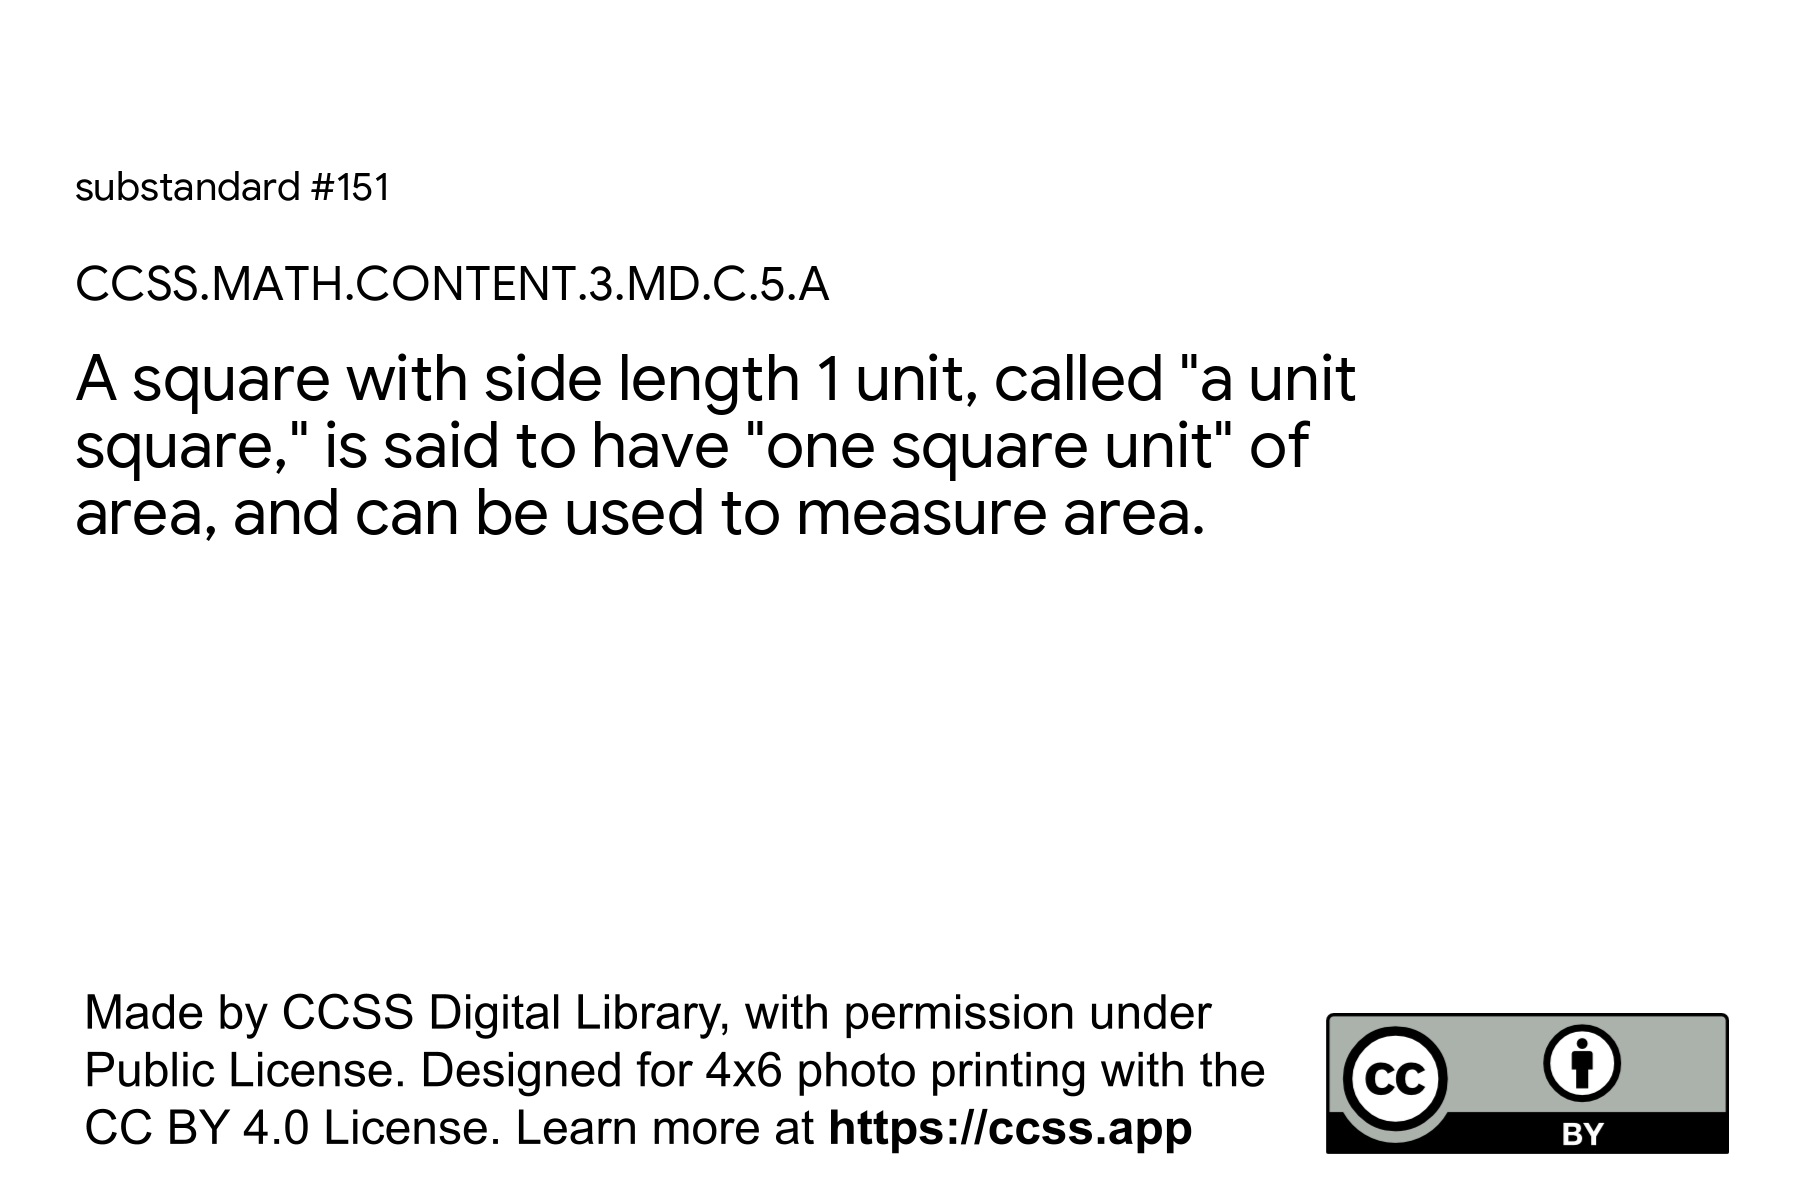 substandard #151
CCSS.MATH.CONTENT.3.MD.C.5.A
A square with side length 1 unit, called "a unit
square," is said to have "one square unit" of
area, and can be used to measure area.
Made by CCSS Digital Library, with permission under
Public License. Designed for 4x6 photo printing with the
CC BY 4.0 License. Learn more at https://ccss.app
CC
BY